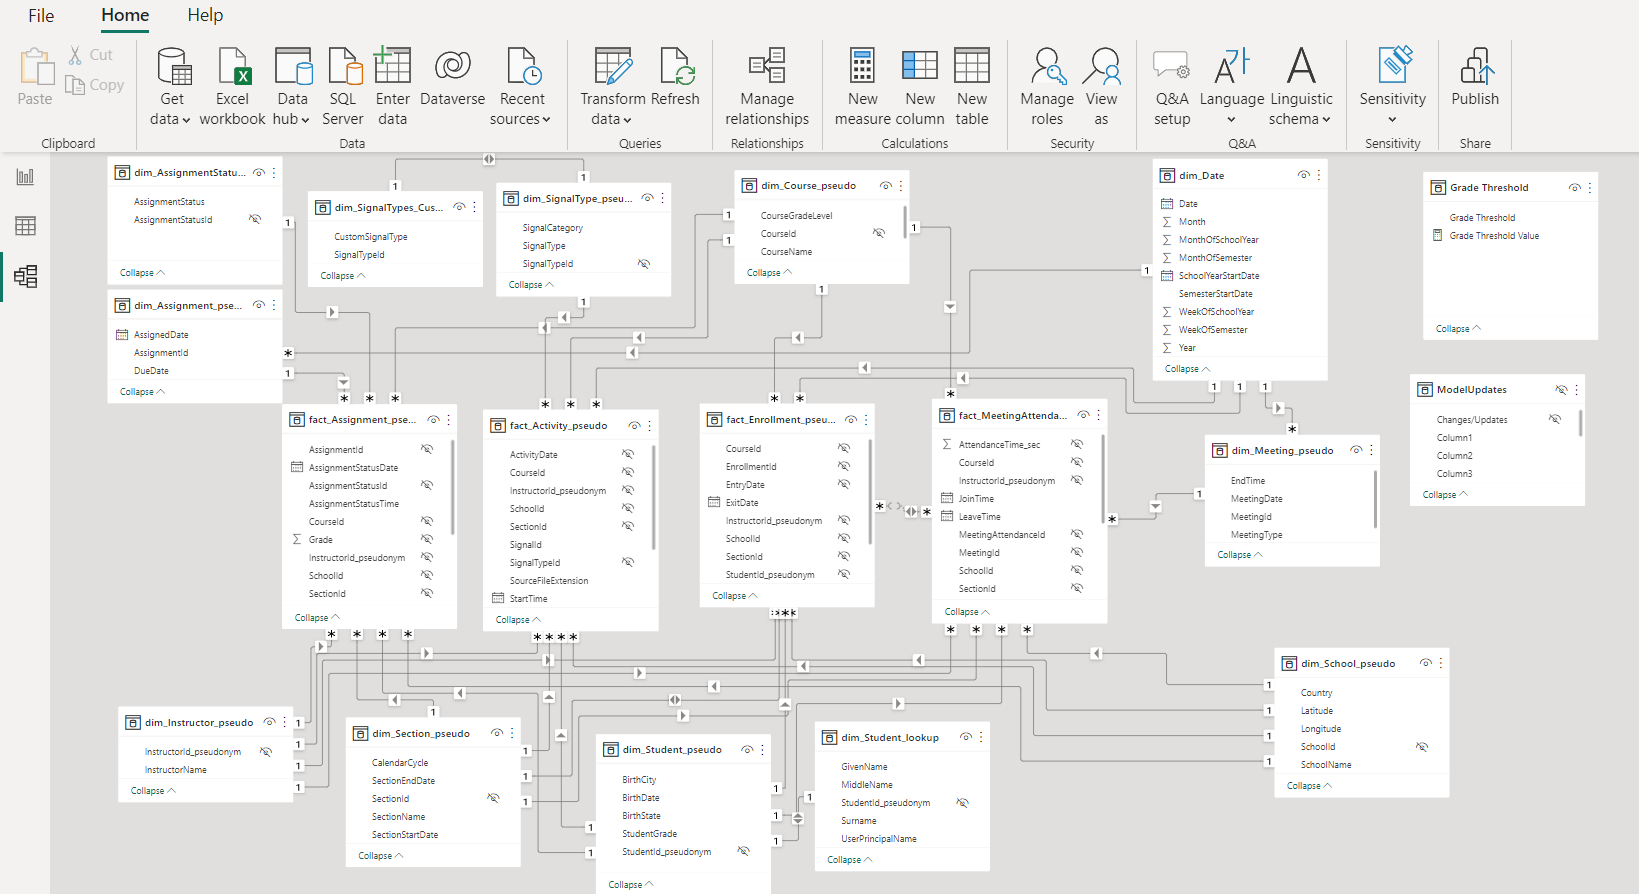 File Home Help
Paste
Cut
Copy
Clipboard
Get data
Excel workbook
Data hub
SQL Server
Enter data
Dataverse
Recent sources
Data
Transform data
Refresh
Queries
Manage relationships
Relationships
New measure
New column
New table
Calculations
Manage roles
View as
Security
Q&A setup
Language
Linguistic schema
Q&A
Sensitivity
Sensitivity
Publish
Share
dim_AssignmentStatu...
AssignmentStatus
AssignmentStatusId
Collapse
dim_SignalTypes_Cus...
CustomSignalType
SignalTypeId
Collapse
dim_SignalType_pseu...
SignalCategory
SignalType
SignalTypeId
Collapse
dim_Course_pseudo
CourseGradeLevel
CourseId
CourseName
Collapse
dim_Date
Date
Month
MonthOfSchoolYear
MonthOfSemester
SchoolYearStartDate
SemesterStartDate
WeekOfSchoolYear
WeekOfSemester
Year
Collapse
Grade Threshold
Grade Threshold
Grade Threshold Value
Collapse
dim_Assignment_pse...
AssignedDate
AssignmentId
DueDate
Collapse
ModelUpdates
Changes/Updates
Column1
Column2
Column3
Collapse
fact_Assignment_pse...
AssignmentId
AssignmentStatusDate
AssignmentStatusId
AssignmentStatusTime
CourseId
Grade
InstructorId_pseudonym
SchoolId
SectionId
Collapse
fact_Activity_pseudo
ActivityDate
CourseId
InstructorId_pseudonym
SchoolId
SectionId
SignalId
SignalTypeId
SourceFileExtension
StartTime
Collapse
fact_Enrollment_pseu...
CourseId
EnrollmentId
EntryDate
ExitDate
InstructorId_pseudonym
SchoolId
SectionId
StudentId_pseudonym
Collapse
fact_MeetingAttenda...
AttendanceTime_sec
CourseId
InstructorId_pseudonym
JoinTime
LeaveTime
MeetingAttendanceId
MeetingId
SchoolId
SectionId
Collapse
dim_Meeting_pseudo
EndTime
MeetingDate
MeetingId
MeetingType
Collapse
dim_School_pseudo
Country
Latitude
Longitude
SchoolId
SchoolName
Collapse
dim_Instructor_pseudo
InstructorId_pseudonym
InstructorName
Collapse
dim_Section_pseudo
CalendarCycle
SectionEndDate
SectionId
SectionName
SectionStartDate
Collapse
dim_Student_pseudo
BirthCity
BirthDate
BirthState
StudentGrade
StudentId_pseudonym
Collapse
dim_Student_lookup
GivenName
MiddleName
StudentId_pseudonym
Surname
UserPrincipalName
Collapse